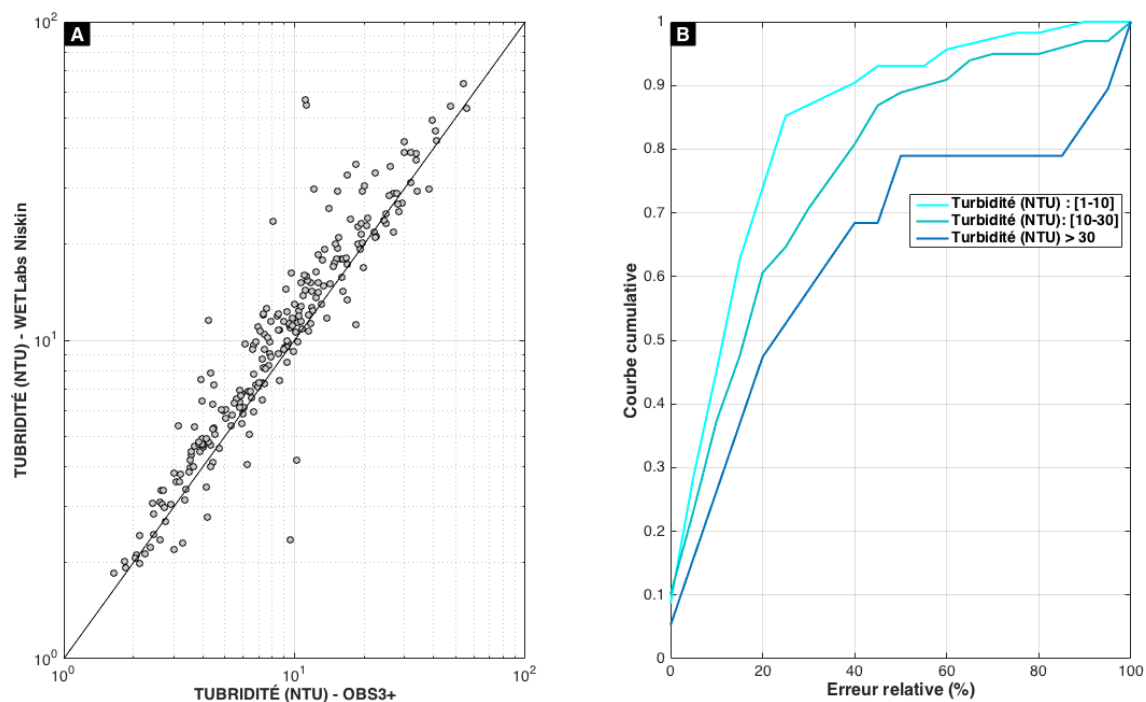 A
10²
10¹
10⁰
TUBRIDITÉ (NTU) - WETLabs Niskin
10⁰ 10¹ 10²
TUBRIDITÉ (NTU) - OBS3+
B
1
0.9
0.8
0.7
0.6
0.5
0.4
0.3
0.2
0.1
0
Courbe cumulative
Turbidité (NTU) : [1-10]
Turbidité (NTU): [10-30]
Turbidité (NTU) > 30
0 20 40 60 80 100
Erreur relative (%)